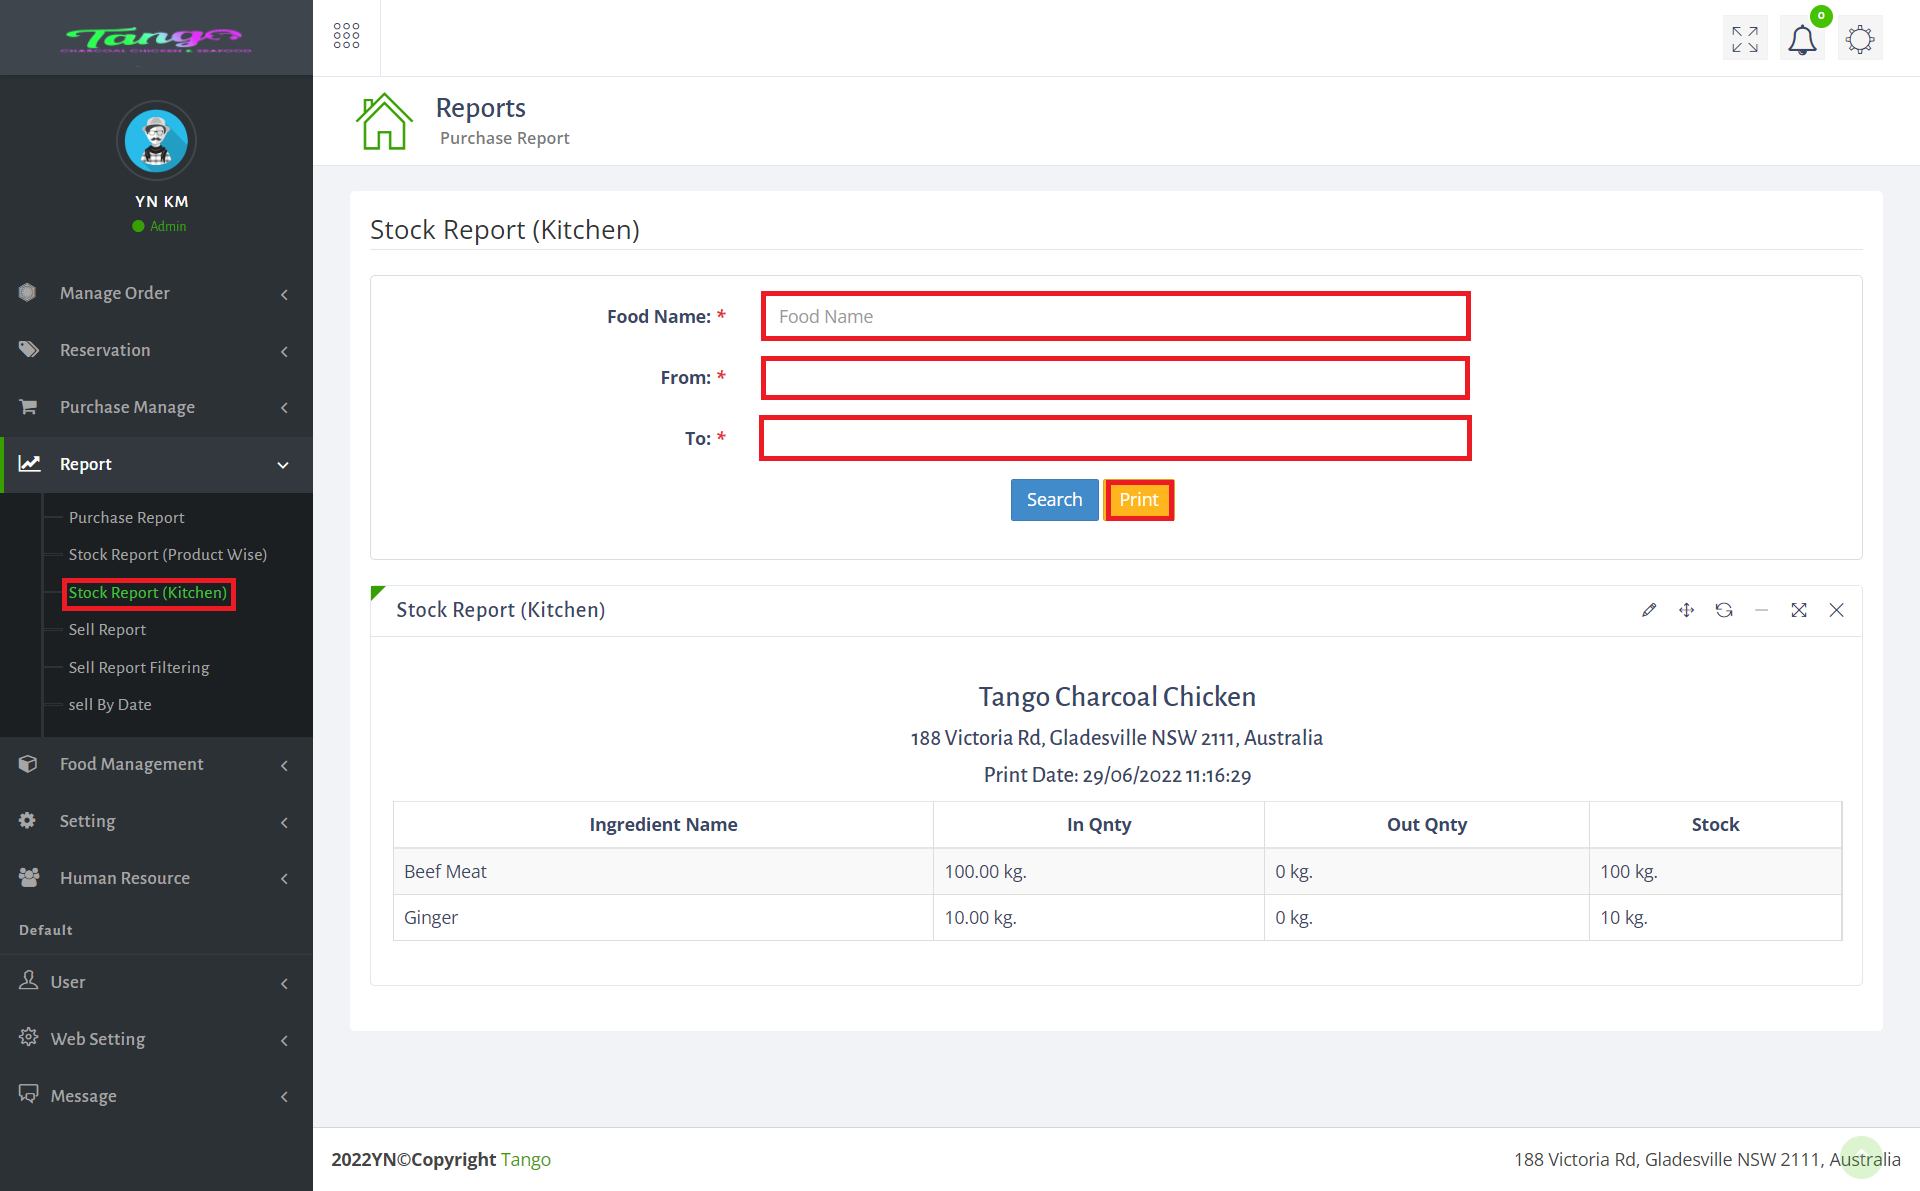 Tango
CHARCOAL CHICKEN & SEAFOOD
YN KM
Admin
Manage Order
Reservation
Purchase Manage
Report
Purchase Report
Stock Report (Product Wise)
Stock Report (Kitchen)
Sell Report
Sell Report Filtering
sell By Date
Food Management
Setting
Human Resource
Default
User
Web Setting
Message
0
Reports
Purchase Report
Stock Report (Kitchen)
Food Name: * Food Name
From: *
To: *
Search Print
Stock Report (Kitchen)
Tango Charcoal Chicken
188 Victoria Rd, Gladesville NSW 2111, Australia
Print Date: 29/06/2022 11:16:29
Ingredient Name In Qnty Out Qnty Stock
Beef Meat 100.00 kg. 0 kg. 100 kg.
Ginger 10.00 kg. 0 kg. 10 kg.
2022YN©Copyright Tango
188 Victoria Rd, Gladesville NSW 2111, Australia